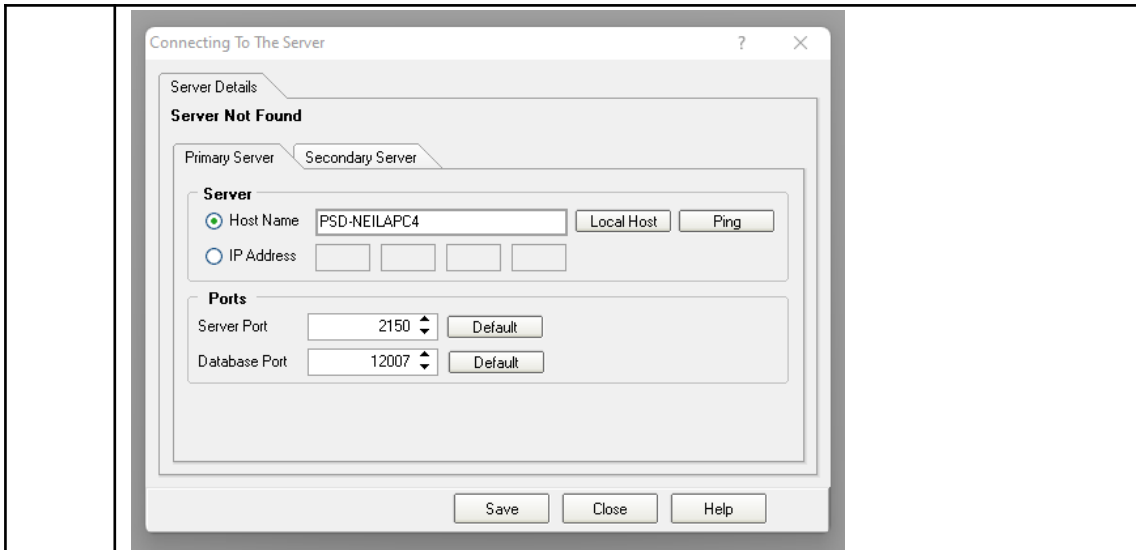 Connecting To The Server ?
Server Details
Server Not Found
Primary Server Secondary Server
Server
Host Name PSD-NEILAPC4 Local Host Ping
IP Address
Ports
Server Port 2150 Default
Database Port 12007 Default
Save Close Help